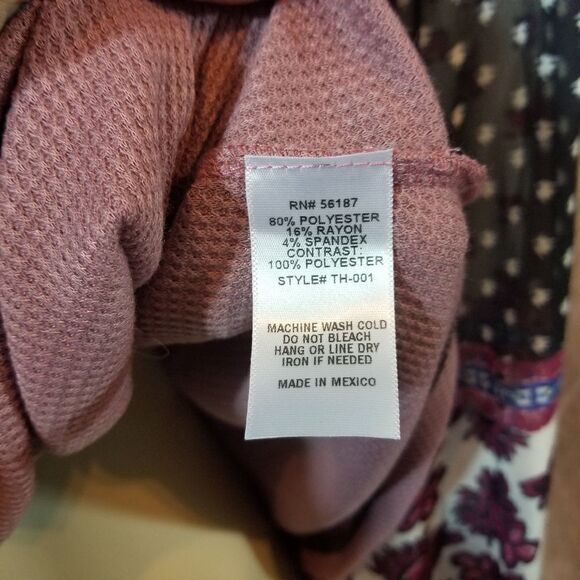 RN# 56187
80% POLYESTER
16% RAYON
4% SPANDEX
CONTRAST:
100% POLYESTER
STYLE# TH-001
MACHINE WASH COLD
DO NOT BLEACH
HANG OR LINE DRY
IRON IF NEEDED
MADE IN MEXICO